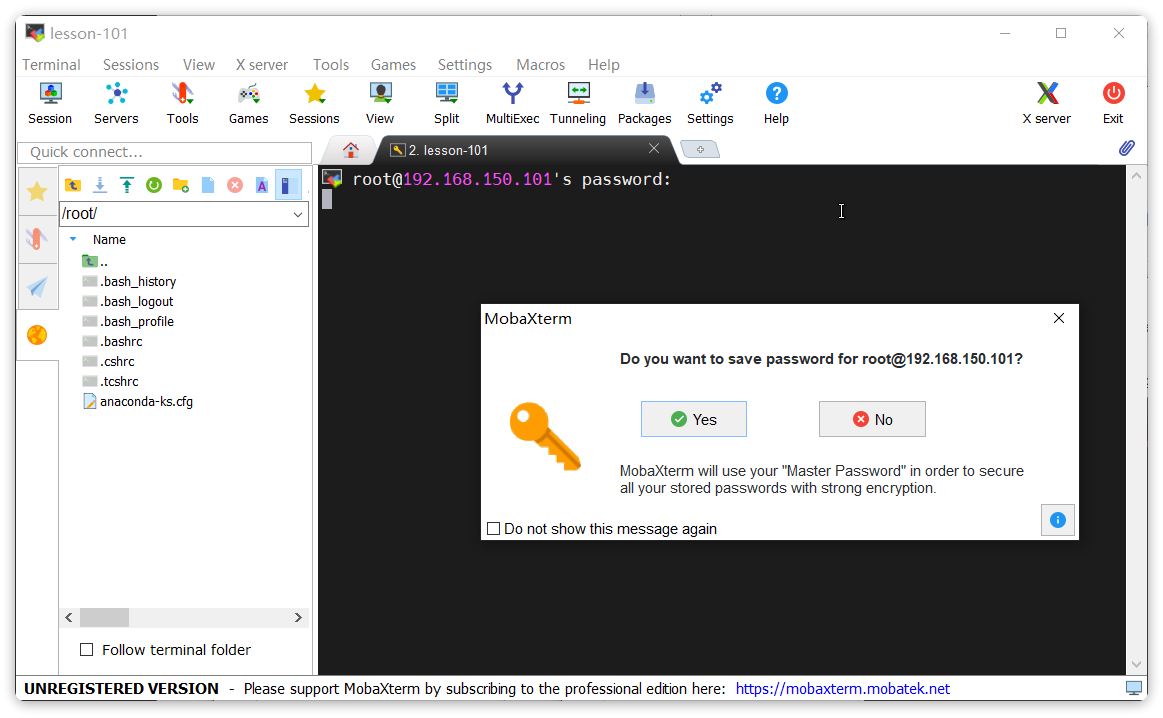 lesson-101
Terminal Sessions View X server Tools Games Settings Macros Help
Session Servers Tools Games Sessions View Split MultiExec Tunneling Packages Settings Help X server Exit
Quick connect...
2. lesson-101
/root/
Name
..
.bash_history
.bash_logout
.bash_profile
.bashrc
.cshrc
.tcshrc
anaconda-ks.cfg
Follow terminal folder
root@192.168.150.101's password:
MobaXterm
Do you want to save password for root@192.168.150.101?
Yes No
MobaXterm will use your "Master Password" in order to secure
all your stored passwords with strong encryption.
Do not show this message again
UNREGISTERED VERSION - Please support MobaXterm by subscribing to the professional edition here: https://mobaxterm.mobatek.net